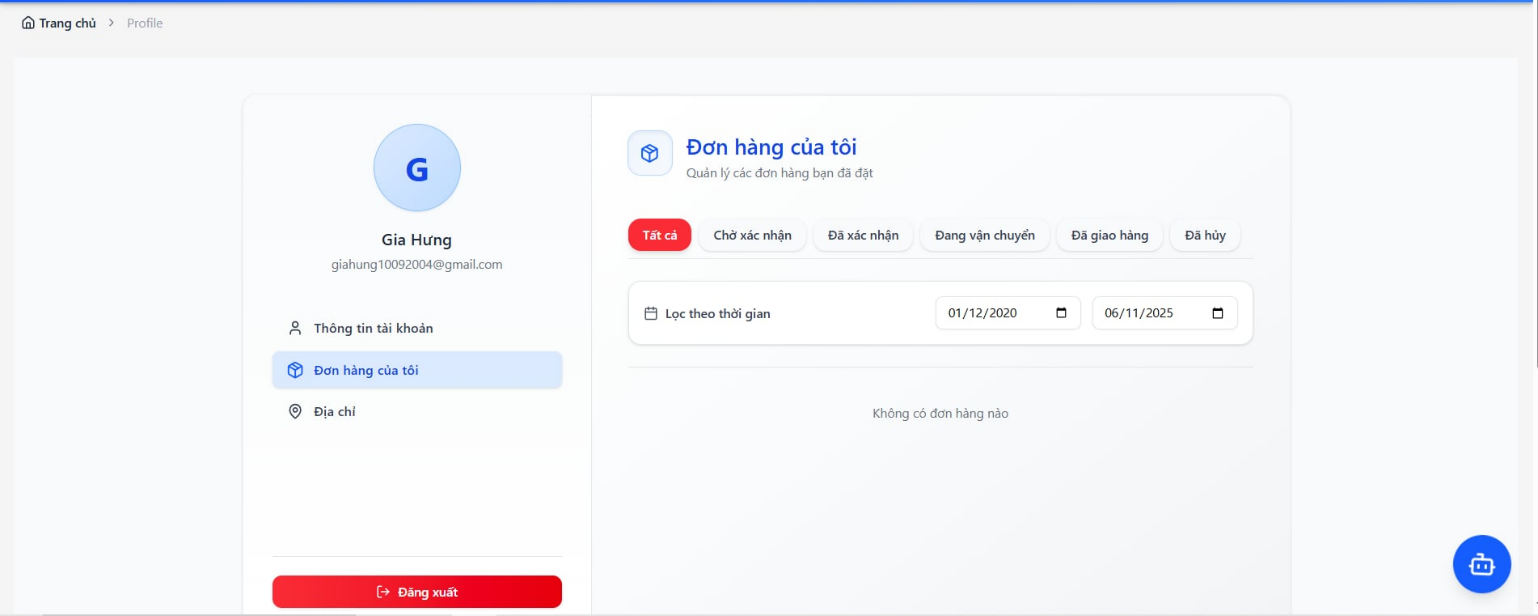 Trang chủ > Profile
G
Gia Hưng
giahung10092004@gmail.com
Thông tin tài khoản
Đơn hàng của tôi
Địa chỉ
Đăng xuất
Đơn hàng của tôi
Quản lý các đơn hàng bạn đã đặt
Tất cả Chờ xác nhận Đã xác nhận Đang vận chuyển Đã giao hàng Đã hủy
Lọc theo thời gian 01/12/2020 06/11/2025
Không có đơn hàng nào